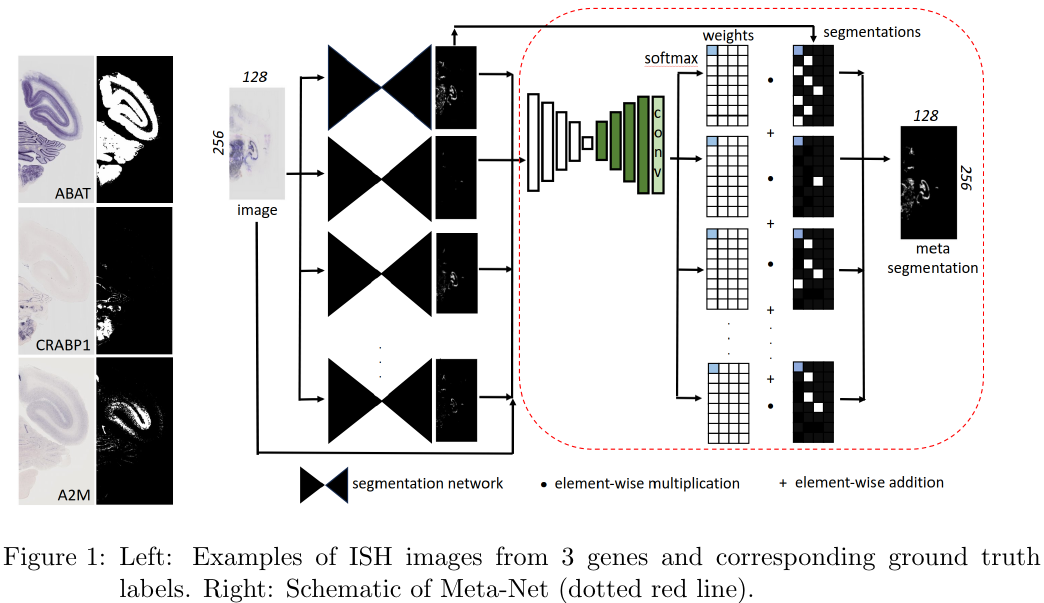 ABAT
CRABP1
A2M
128
256
image
softmax
weights
segmentations
conv
+
+
+
+
128
256
meta
segmentation
segmentation network
• element-wise multiplication
+ element-wise addition
Figure 1: Left: Examples of ISH images from 3 genes and corresponding ground truth
labels. Right: Schematic of Meta-Net (dotted red line).